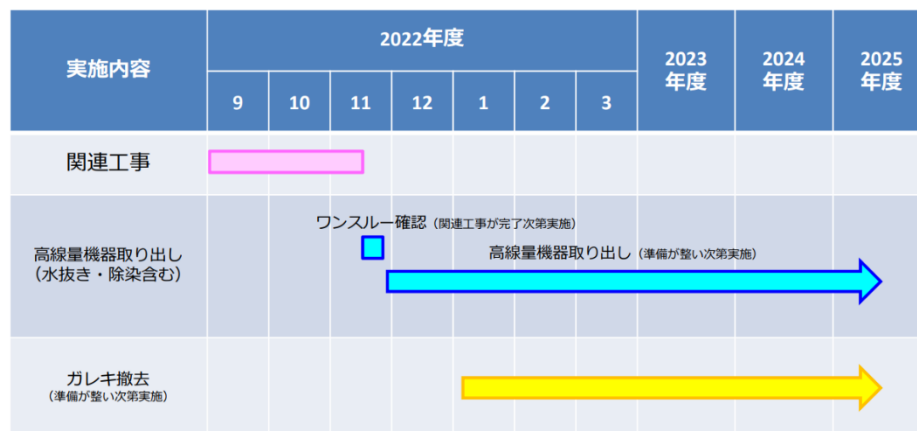 実施内容
2022年度
2023
年度
2024
年度
2025
年度
9 10 11 12 1 2 3
関連工事
ワンスルー確認（関連工事が完了次第実施）
高線量機器取り出し
（水抜き・除染含む）
高線量機器取り出し（準備が整い次第実施）
ガレキ撤去
（準備が整い次第実施）